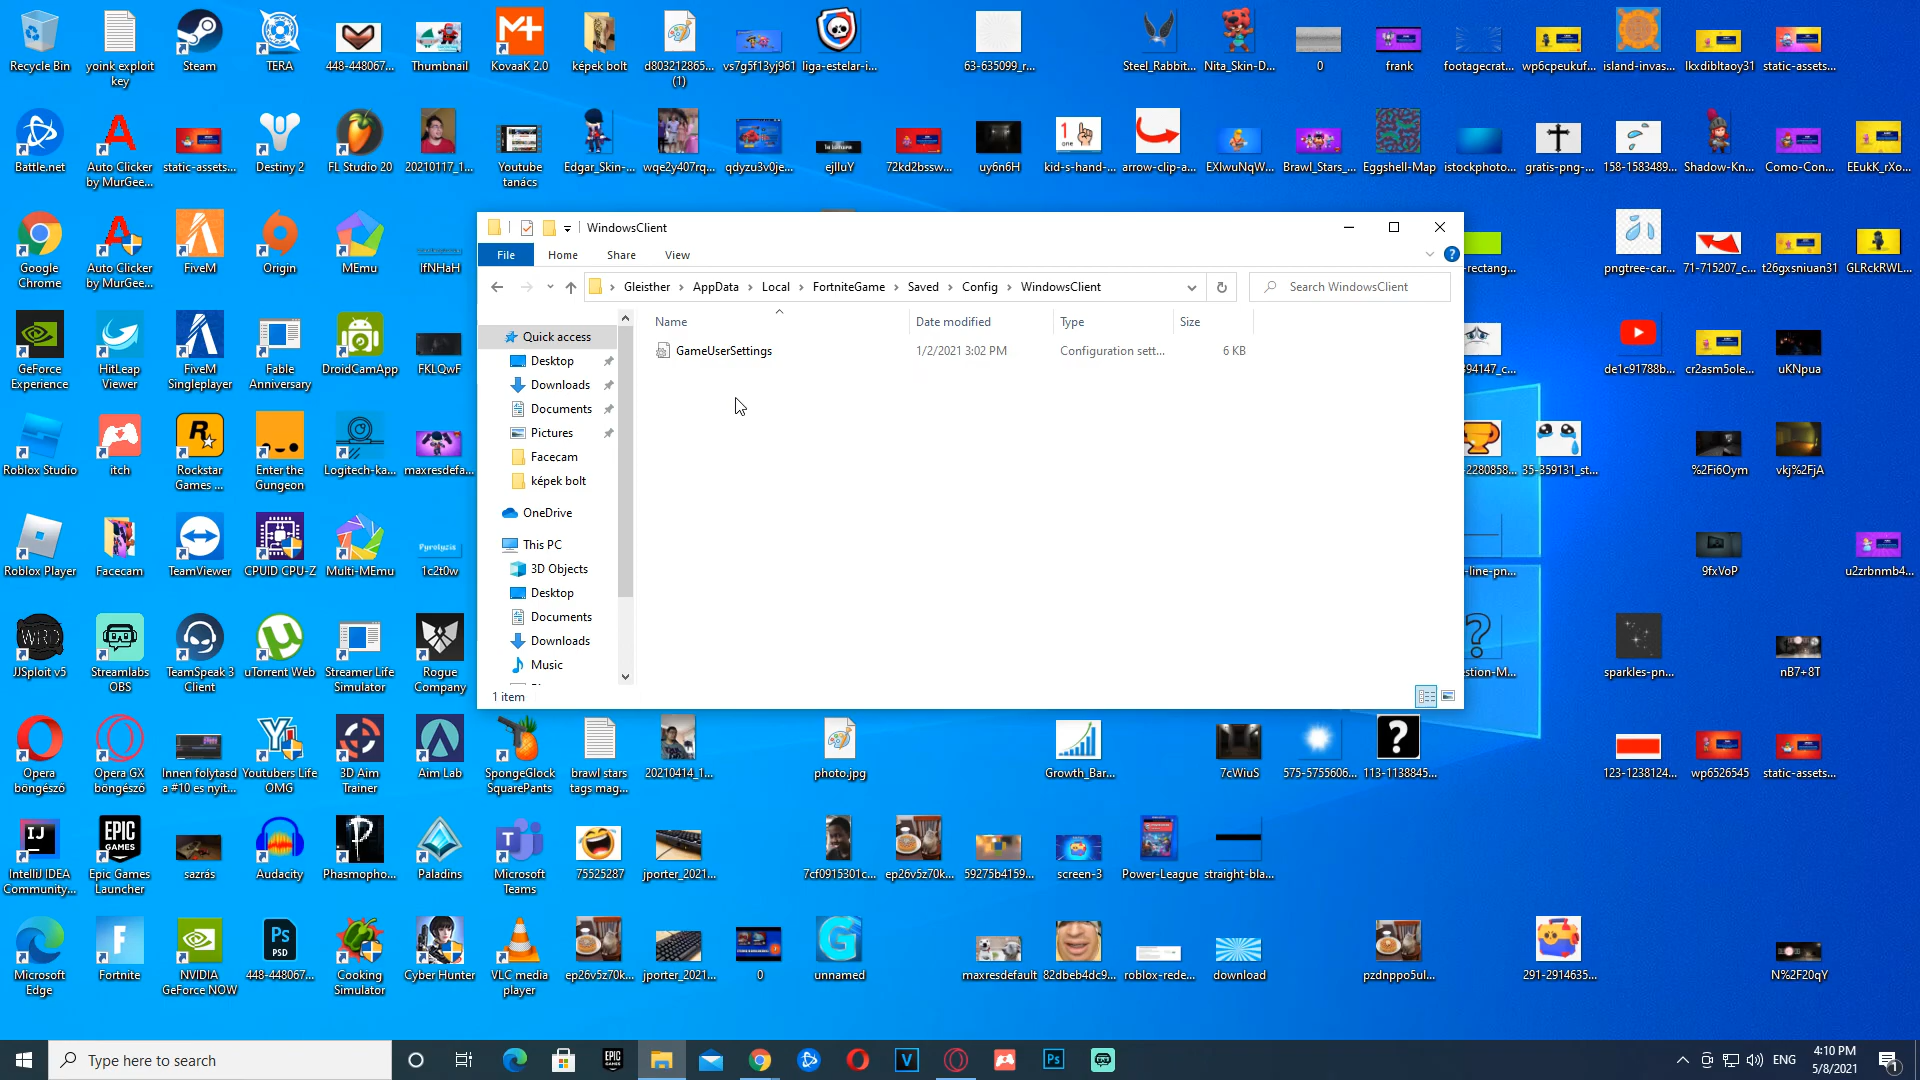 Recycle Bin
yoink exploit key
Steam
TERA
448-448067...
Thumbnail
KovaaK 2.0
képek bolt
d803212865... (1)
vs7g5f13yj961
liga-estelar-i...
63-635099_r...
Steel_Rabbit...
Nita_Skin-D...
0
frank
footagecrat...
wp6cpeukuf...
island-invas...
lkxdibltaoy31
static-assets...
Battle.net
Auto Clicker by MurGee...
static-assets...
Destiny 2
FL Studio 20
20210117_1...
Youtube tanács
Edgar_Skin-...
wqe2y407rq...
qdyzu3v0je...
ejlIuY
72kd2bssw...
uy6n6H
kid-s-hand-...
arrow-clip-a...
EXlwuNqW...
Brawl_Stars_...
Eggshell-Map
istockphoto...
gratis-png-...
158-1583489...
Shadow-Kn...
Como-Con...
EEukK_rXo...
Google Chrome
Auto Clicker by MurGee...
FiveM
Origin
MEmu
IfNHaH
-rectang...
pngtree-car...
71-715207_c...
t26gxsniuan31
GLRckRWL...
GeForce Experience
HitLeap Viewer
FiveM Singleplayer
Fable Anniversary
DroidCamApp
FKLQwF
394147_c...
de1c91788b...
cr2asm5ole...
uKNpua
Roblox Studio
itch
Rockstar Games ...
Enter the Gungeon
Logitech-ka...
maxresdefa...
-2280858...
35-359131_st...
%2Fi6Oym
vkj%2FjA
Roblox Player
Facecam
TeamViewer
CPUID CPU-Z
Multi-MEmu
1c2t0w
-line-pn...
9fxVoP
u2zrbnmb4...
JJSploit v5
Streamlabs OBS
TeamSpeak 3 Client
uTorrent Web
Streamer Life Simulator
Rogue Company
stion-M...
sparkles-pn...
nB7+8T
WindowsClient
File
Home
Share
View
Gleisther > AppData > Local > FortniteGame > Saved > Config > WindowsClient
Search WindowsClient
Name
Date modified
Type
Size
GameUserSettings
1/2/2021 3:02 PM
Configuration sett...
6 KB
Quick access
Desktop
Downloads
Documents
Pictures
Facecam
képek bolt
OneDrive
This PC
3D Objects
Desktop
Documents
Downloads
Music
1 item
Opera böngésző
Opera GX böngésző
Innen folytasd a #10 es nyit...
Youtubers Life OMG
3D Aim Trainer
Aim Lab
SpongeGlock SquarePants
brawl stars tags mag...
20210414_1...
photo.jpg
Growth_Bar...
7cWiuS
575-5755606...
113-1138845...
123-1238124...
wp6526545
static-assets...
IntelliJ IDEA Community...
Epic Games Launcher
sazrás
Audacity
Phasmopho...
Paladins
Microsoft Teams
75525287
jporter_2021...
7cf0915301c...
ep26v5z70k...
59275b4159...
screen-3
Power-League
straight-bla...
Microsoft Edge
Fortnite
NVIDIA GeForce NOW
448-448067...
Cooking Simulator
Cyber Hunter
VLC media player
ep26v5z70k...
jporter_2021...
0
unnamed
maxresdefault
82dbeb4dc9...
roblox-rede...
download
pzdnppo5ul...
291-2914635...
N%2F20qY
Type here to search
ENG
4:10 PM
5/8/2021
1